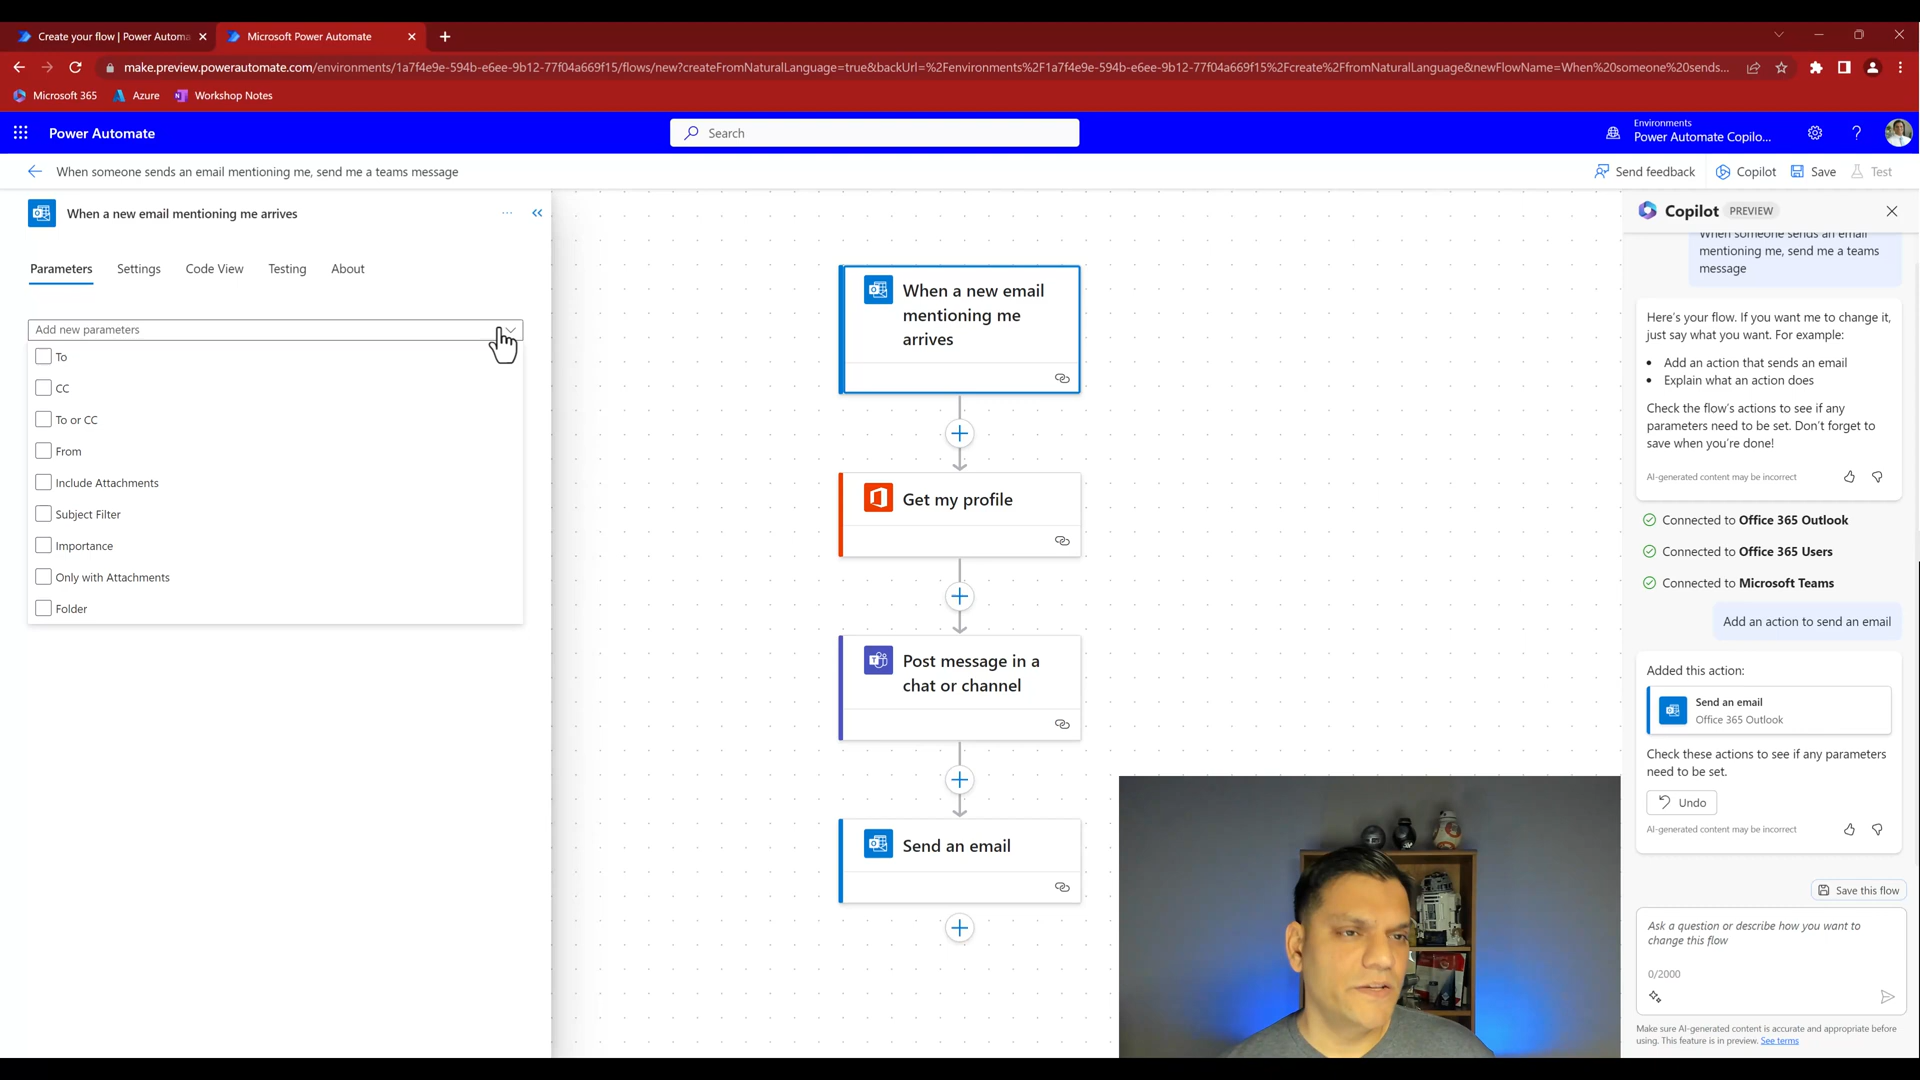 Create your flow | Power Automa
Microsoft Power Automate
make.preview.powerautomate.com/environments/1a7f4e9e-594b-e6ee-9b12-77f04a669f15/flows/new?createFromNaturalLanguage=true&backUrl=%2Fenvironments%2F1a7f4e9e-594b-e6ee-9b12-77f04a669f15%2Fcreate%2FfromNaturalLanguage&newFlowName=When%20someone%20sends...
Microsoft 365
Azure
Workshop Notes
Power Automate
Search
Environments
Power Automate Copilo...
When someone sends an email mentioning me, send me a teams message
Send feedback
Copilot
Save
Test
When a new email mentioning me arrives
Parameters
Settings
Code View
Testing
About
Add new parameters
To
CC
To or CC
From
Include Attachments
Subject Filter
Importance
Only with Attachments
Folder
When a new email
mentioning me
arrives
Get my profile
Post message in a
chat or channel
Send an email
Copilot
PREVIEW
When someone sends an email
mentioning me, send me a teams
message
Here's your flow. If you want me to change it,
just say what you want. For example:
• Add an action that sends an email
• Explain what an action does
Check the flow's actions to see if any
parameters need to be set. Don't forget to
save when you're done!
AI-generated content may be incorrect
Connected to Office 365 Outlook
Connected to Office 365 Users
Connected to Microsoft Teams
Add an action to send an email
Added this action:
Send an email
Office 365 Outlook
Check these actions to see if any parameters
need to be set.
Undo
AI-generated content may be incorrect
Save this flow
Ask a question or describe how you want to
change this flow
0/2000
Make sure AI-generated content is accurate and appropriate before
using. This feature is in preview. See terms